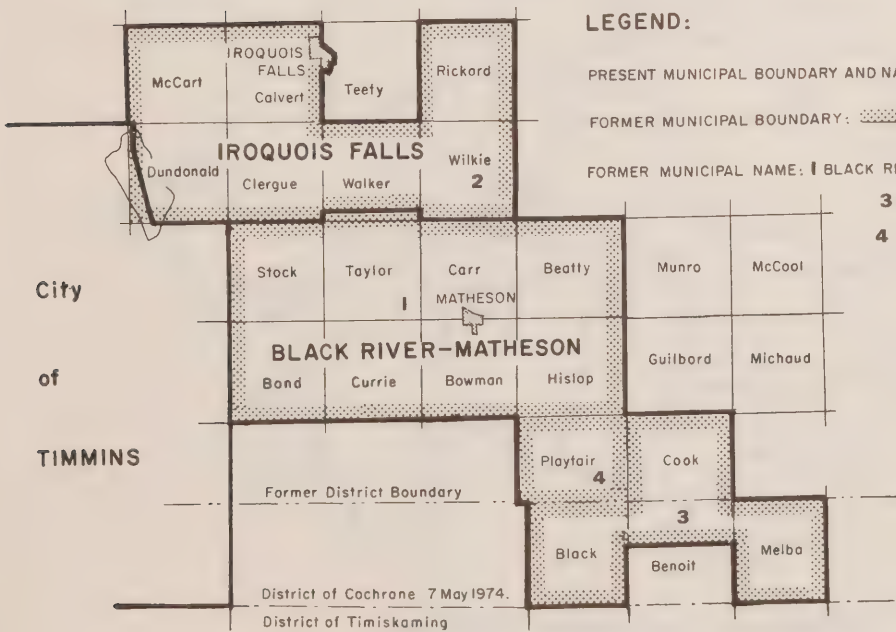 LEGEND:
PRESENT MUNICIPAL BOUNDARY AND
FORMER MUNICIPAL BOUNDARY:
FORMER MUNICIPAL NAME: 1 BLACK
3
4
IROQUOIS
FALLS
McCart
Calvert
Teefy
Rickard
IROQUOIS FALLS
Dundonald
Clergue
Walker
Wilkie
2
Stock
Taylor
Carr
Beatty
Munro
McCool
City
1
MATHESON
BLACK RIVER-MATHESON
Guilbord
Michaud
of
Bond
Currie
Bowman
Hislop
TIMMINS
Playfair
4
Cook
Former District Boundary
3
Black
Benoit
Melba
District of Cochrane 7 May 1974.
District of Timiskaming